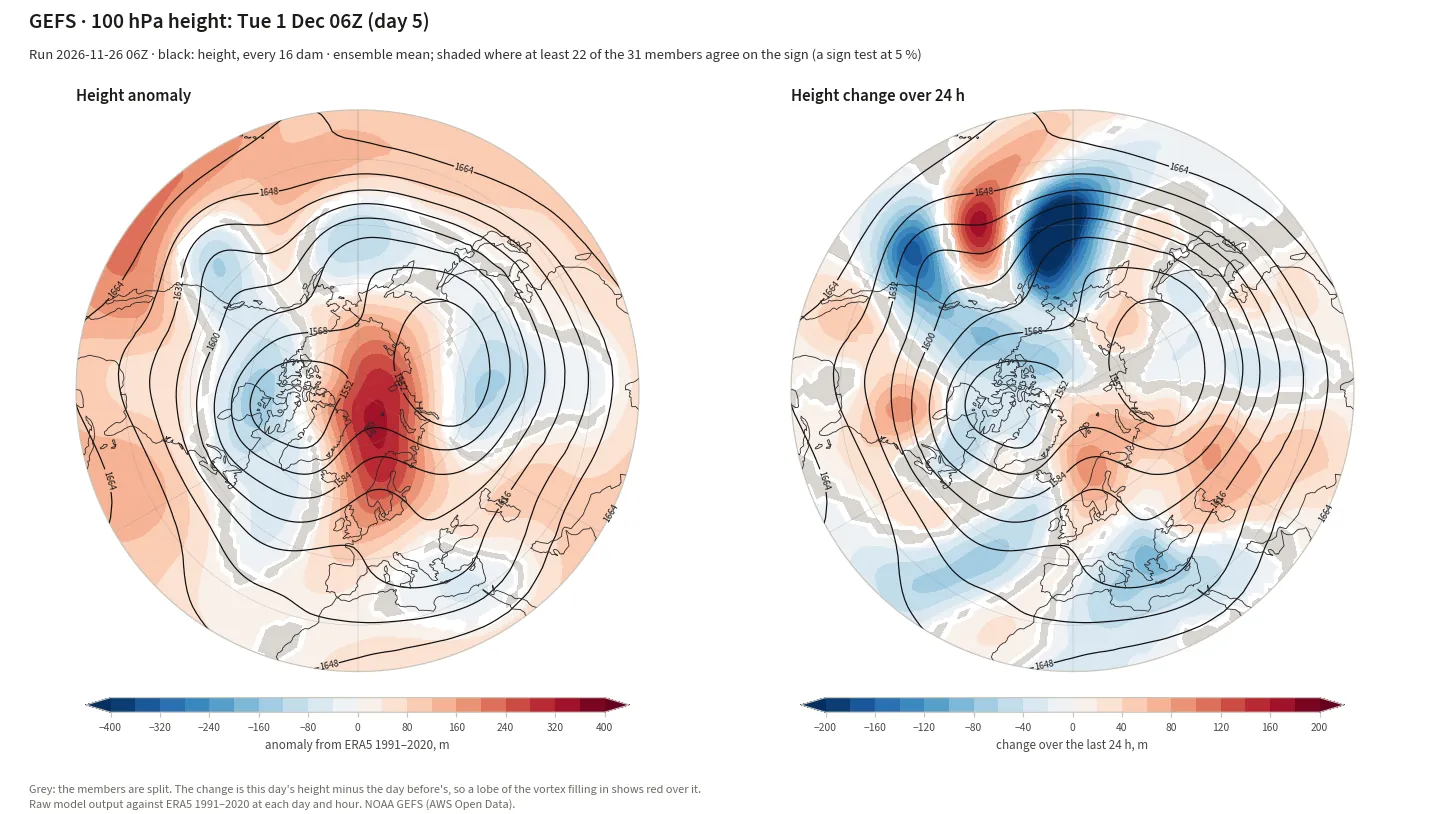 GEFS · 100 hPa height: Tue 1 Dec 06Z (day 5)
Run 2026-11-26 06Z · black: height, every 16 dam · ensemble mean; shaded where at least 22 of the 31 members agree on the sign (a sign test at 5 %)
Height anomaly
Height change over 24 h
1664
1648
1664
1632
1600
1568
1552
1584
1616
1664
1664
1648
1664
1648
1664
1632
1600
1568
1552
1584
1616
1664
1664
1648
−400 −320 −240 −160 −80 0 80 160 240 320 400
anomaly from ERA5 1991–2020, m
−200 −160 −120 −80 −40 0 40 80 120 160 200
change over the last 24 h, m
Grey: the members are split. The change is this day's height minus the day before's, so a lobe of the vortex filling in shows red over it.
Raw model output against ERA5 1991–2020 at each day and hour. NOAA GEFS (AWS Open Data).